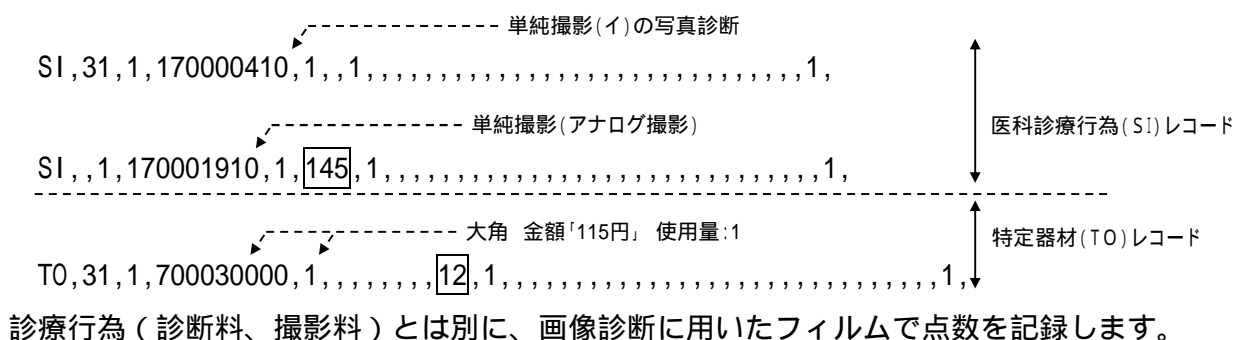 単純撮影(イ)の写真診断
SI,31,1,170000410,1,,1,,,,,,,,,,,,,,,,,,,,,,,,,,,,,,1,
単純撮影(アナログ撮影)
医科診療行為(SI)レコード
SI,,1,170001910,1,145,1,,,,,,,,,,,,,,,,,,,,,,,,,,,,,,1,
大角 金額「115円」 使用量:1
特定器材(TO)レコード
TO,31,1,700030000,1,,,,,,,,12,1,,,,,,,,,,,,,,,,,,,,,,,,,,,,,,1,
診療行為(診断料、撮影料)とは別に、画像診断に用いたフィルムで点数を記録します。